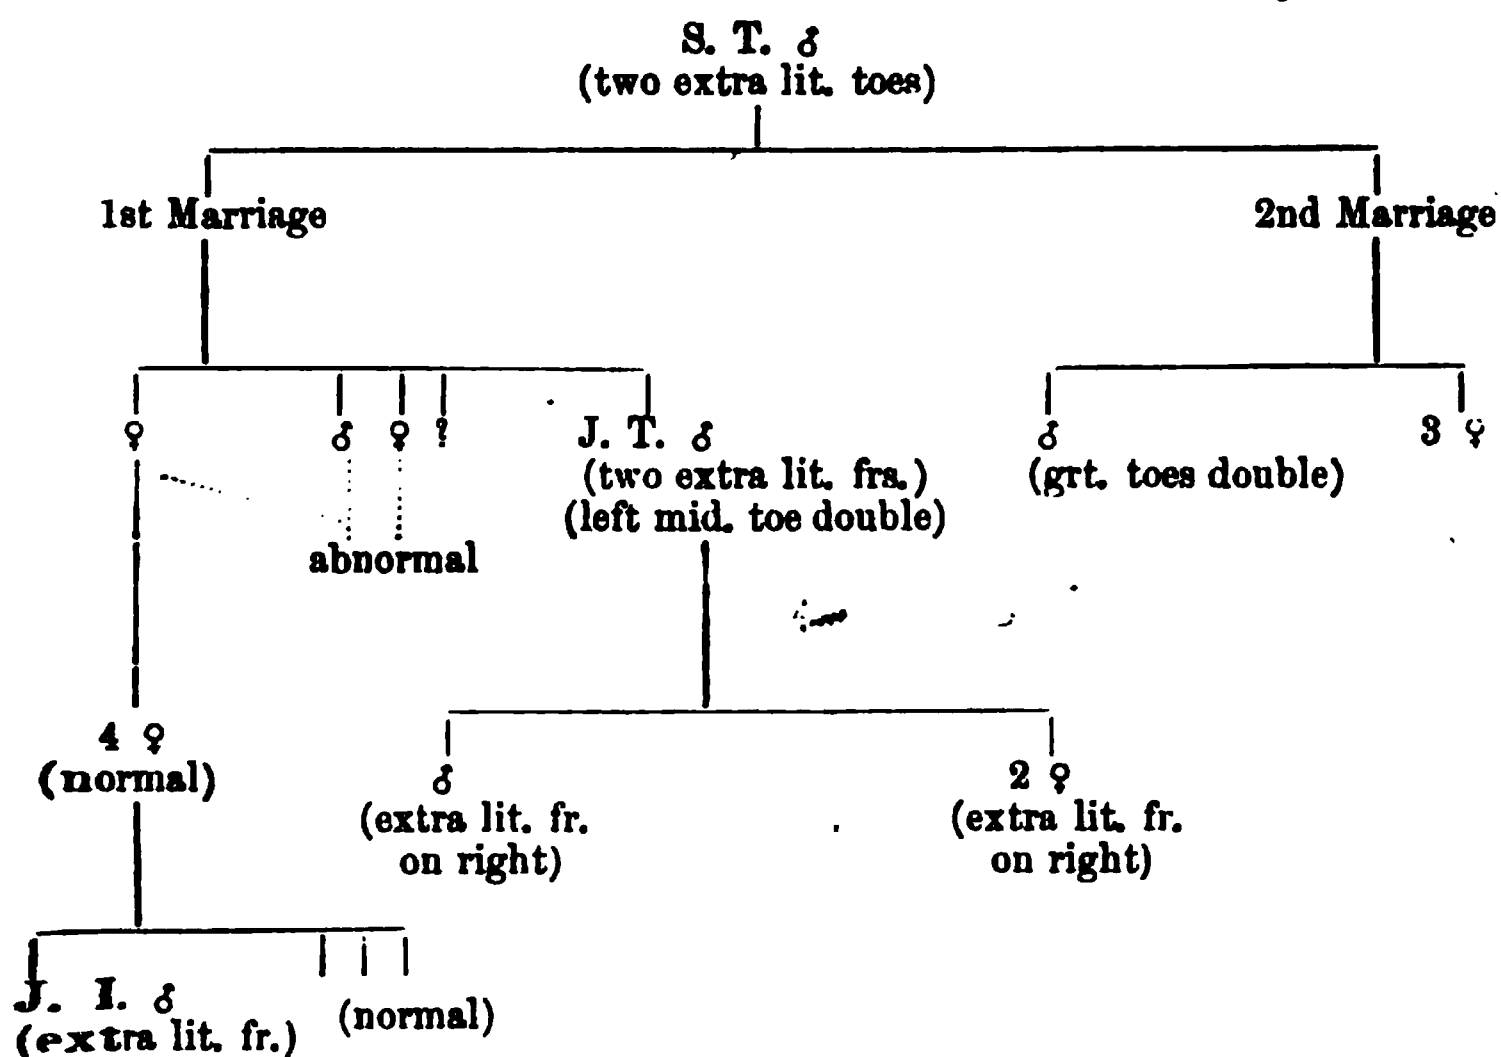 S. T. ♂
(two extra lit. toes)
1st Marriage
2nd Marriage
♀
♂ ♀ ?
J. T. ♂
(two extra lit. frs.)
(left mid. toe double)
♂
(grt. toes double)
3 ♀
abnormal
4 ♀
(normal)
♂
(extra lit. fr.
on right)
2 ♀
(extra lit. fr.
on right)
J. I. ♂
(extra lit. fr.)
(normal)